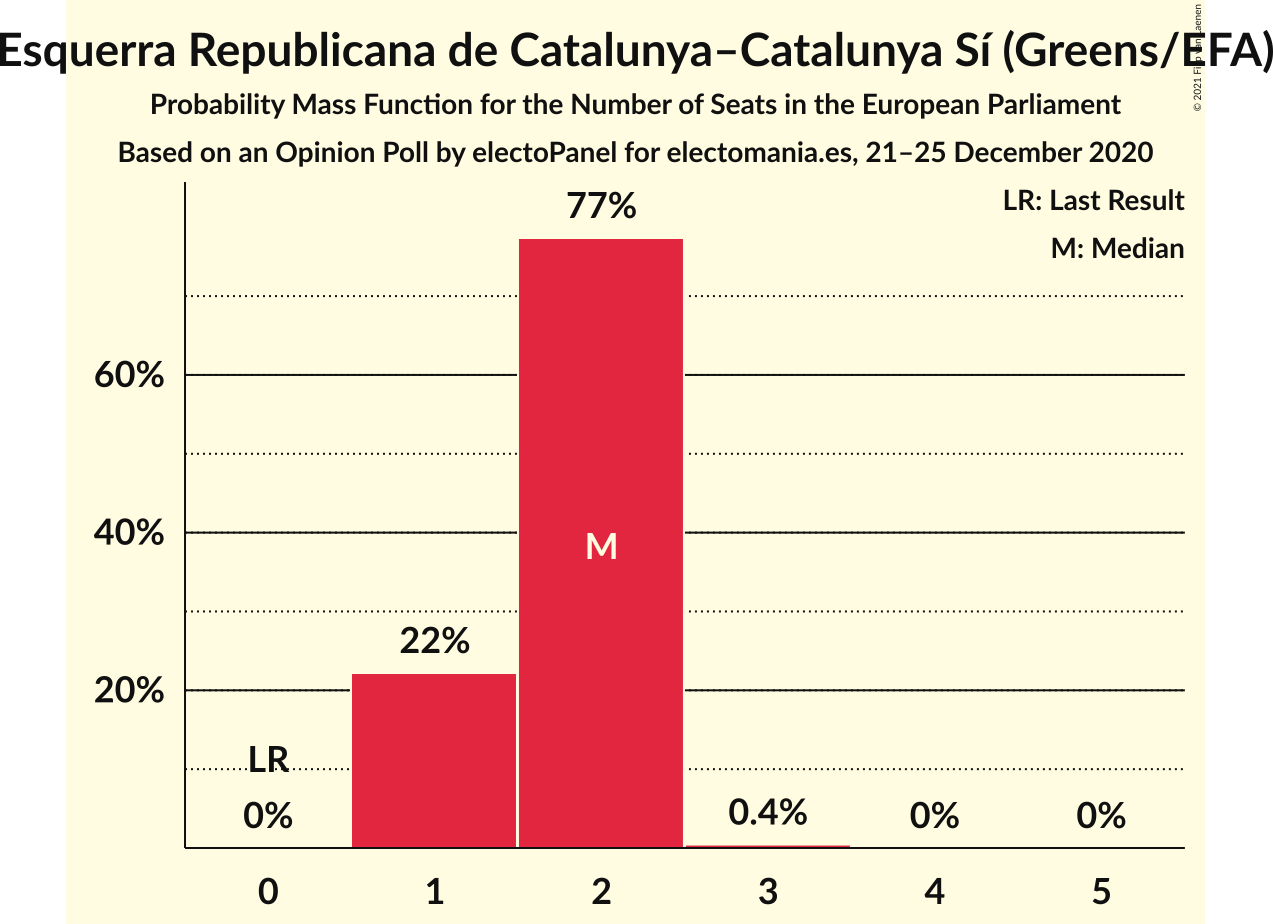 Esquerra Republicana de Catalunya–Catalunya Sí (Greens/EFA)
© 2021
Probability Mass Function for the Number of Seats in the European Parliament
Based on an Opinion Poll by electoPanel for electomania.es, 21–25 December 2020
LR: Last Result
M: Median
77%
60%
40%
M
22%
20%
LR
0%
0.4%
0%
0%
0 1 2 3 4 5